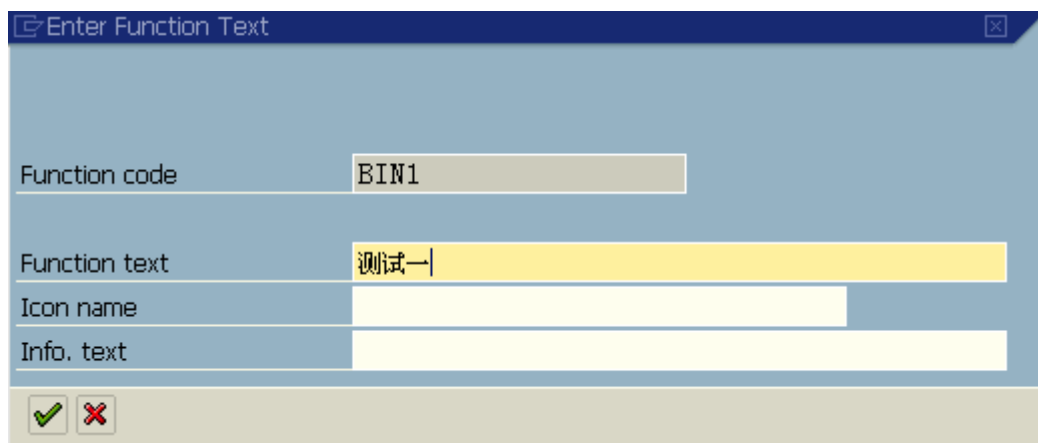 Enter Function Text
Function code BIN1
Function text 测试一
Icon name
Info. text